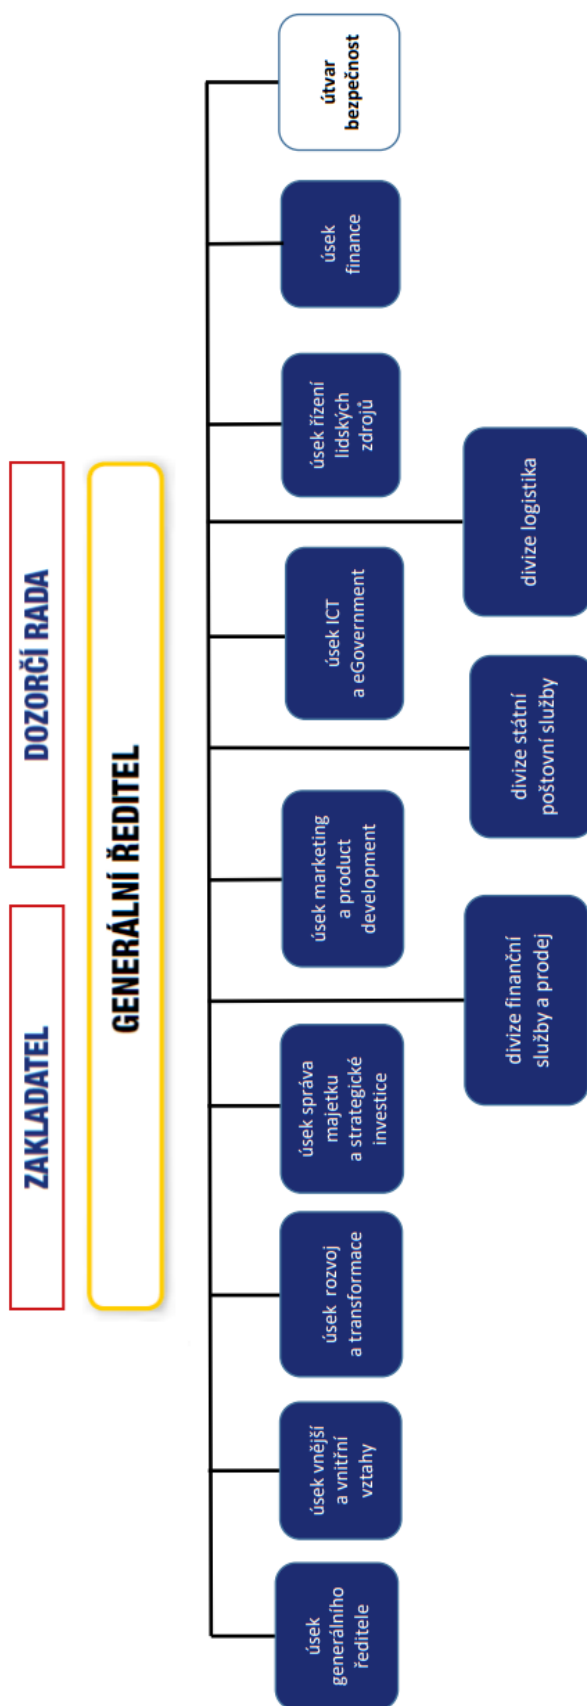 ZAKLADATEL
DOZORČÍ RADA
GENERÁLNÍ ŘEDITEL
úsek
generálního
ředitele
úsek vnější
a vnitřní
vztahy
úsek rozvoj
a transformace
úsek správa
majetku
a strategické
investice
úsek marketing
a product
development
úsek ICT
a eGovernment
úsek řízení
lidských
zdrojů
úsek
finance
útvar
bezpečnost
divize finanční
služby a prodej
divize státní
poštovní služby
divize logistika